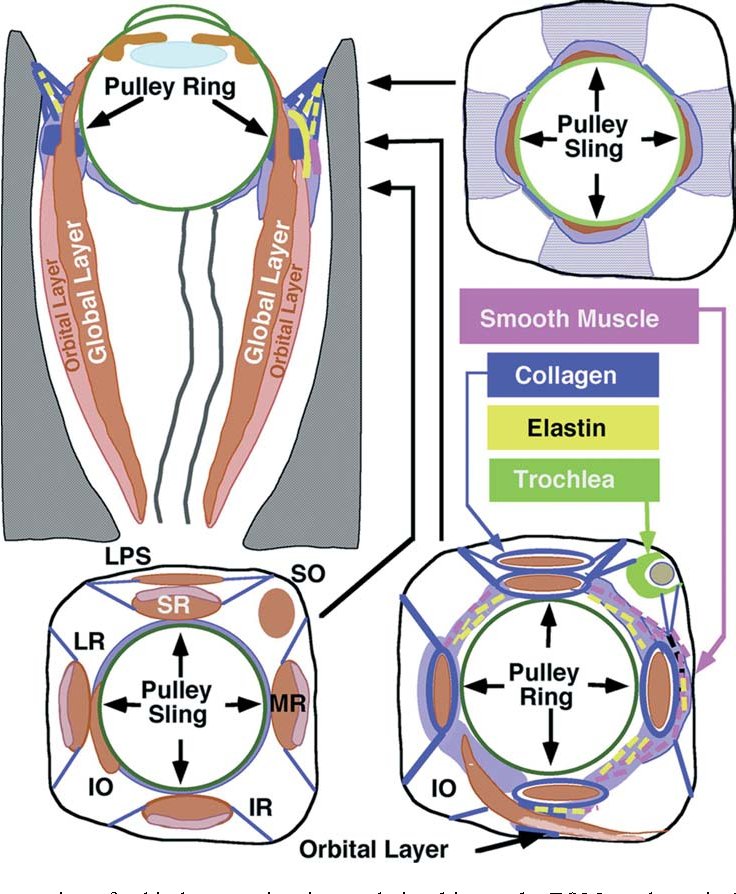 Pulley Ring
Pulley
Sling
Orbital Layer
Global Layer
Global Layer
Orbital Layer
Smooth Muscle
Collagen
Elastin
Trochlea
LPS
SO
SR
LR
Pulley
Sling
MR
IO
IR
Pulley
Ring
IO
Orbital Layer